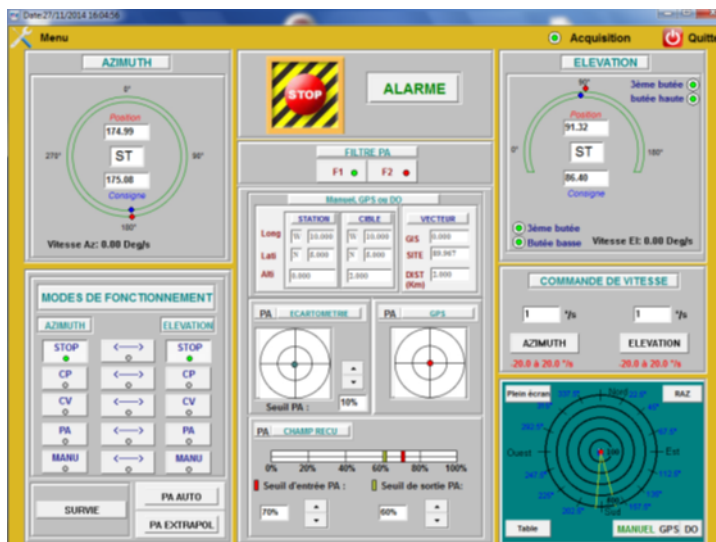 Date:27/11/2014 16:04:56
Menu
Acquisition
Quitte
AZIMUTH
0°
270°
90°
180°
Position
174.99
ST
175.08
Consigne
Vitesse Az: 0.00 Deg/s
STOP
ALARME
FILTRE PA
F1 F2
ELEVATION
90°
0°
180°
3ème butée
butée haute
Position
91.32
ST
86.40
Consigne
3ème butée
Butée basse
Vitesse El: 0.00 Deg/s
Manuel, GPS ou DO
STATION CIBLE VECTEUR
Long W 10.000 W 10.000 GIS 0.000
Lati N 8.000 N 8.000 SITE
Alti 0.000 2.000 DIST (Km) 2.000
MODES DE FONCTIONNEMENT
AZIMUTH ELEVATION
STOP <----> STOP
CP <----> CP
CV <----> CV
PA <----> PA
MANU <----> MANU
SURVIE
PA AUTO
PA EXTRAPOL
PA ECARTOMETRIE
Seuil PA : 10%
PA GPS
PA CHAMP RECU
0% 20% 40% 60% 80% 100%
Seuil d'entrée PA : Seuil de sortie PA:
70% 60%
COMMANDE DE VITESSE
1 °/s 1 °/s
AZIMUTH ELEVATION
-20.0 à 20.0 °/s -20.0 à 20.0 °/s
Plein écran
RAZ
Nord
Ouest
Est
Sud
Table
MANUEL GPS DO